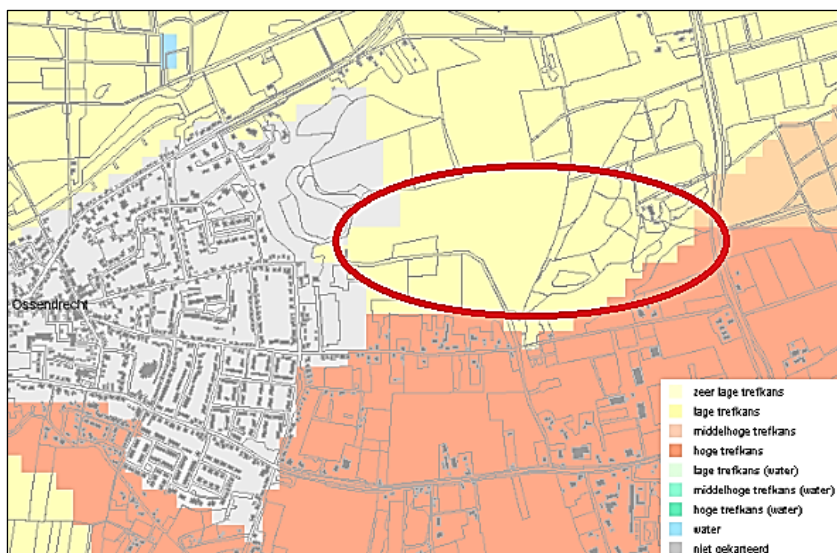 Ossendrecht
zeer lage trefkans
lage trefkans
middelhoge trefkans
hoge trefkans
lage trefkans (water)
middelhoge trefkans (water)
hoge trefkans (water)
water
niet gekarteerd